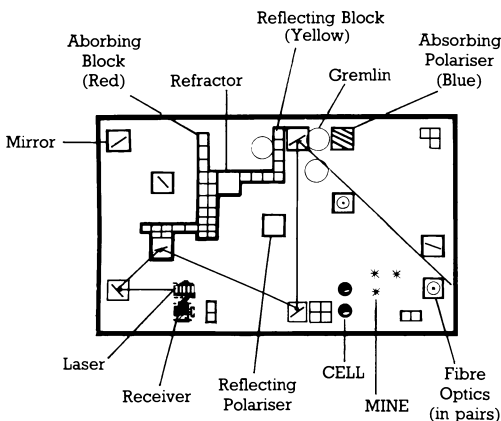 Reflecting Block
(Yellow)
Aborbing
Block
(Red)
Refractor
Gremlin
Absorbing
Polariser
(Blue)
Mirror
Laser
Receiver
Reflecting
Polariser
CELL
MINE
Fibre
Optics
(in pairs)